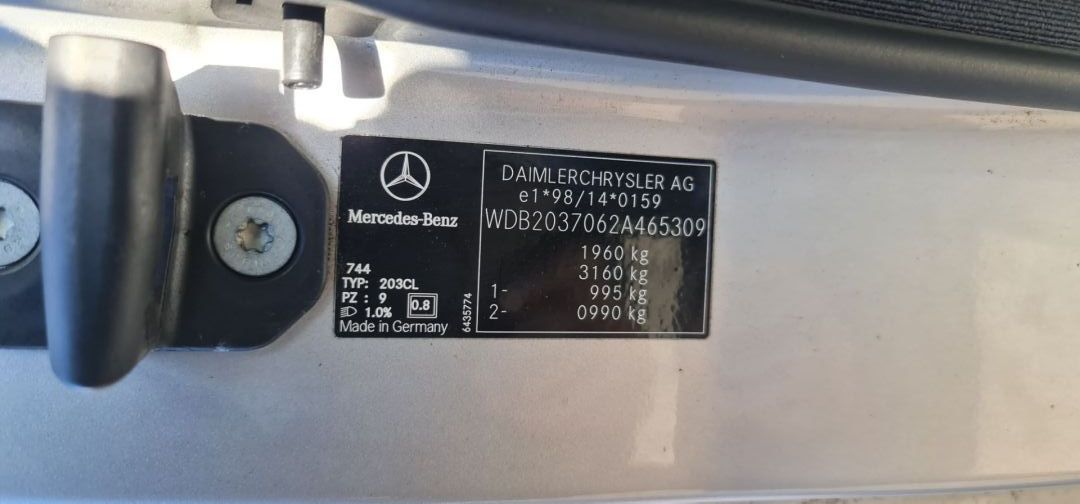 Mercedes-Benz
744
TYP: 203CL
PZ : 9
1.0% 0.8
Made in Germany
6435774
DAIMLERCHRYSLER AG
e1*98/14*0159
WDB2037062A465309
1960 kg
3160 kg
1- 995 kg
2- 0990 kg